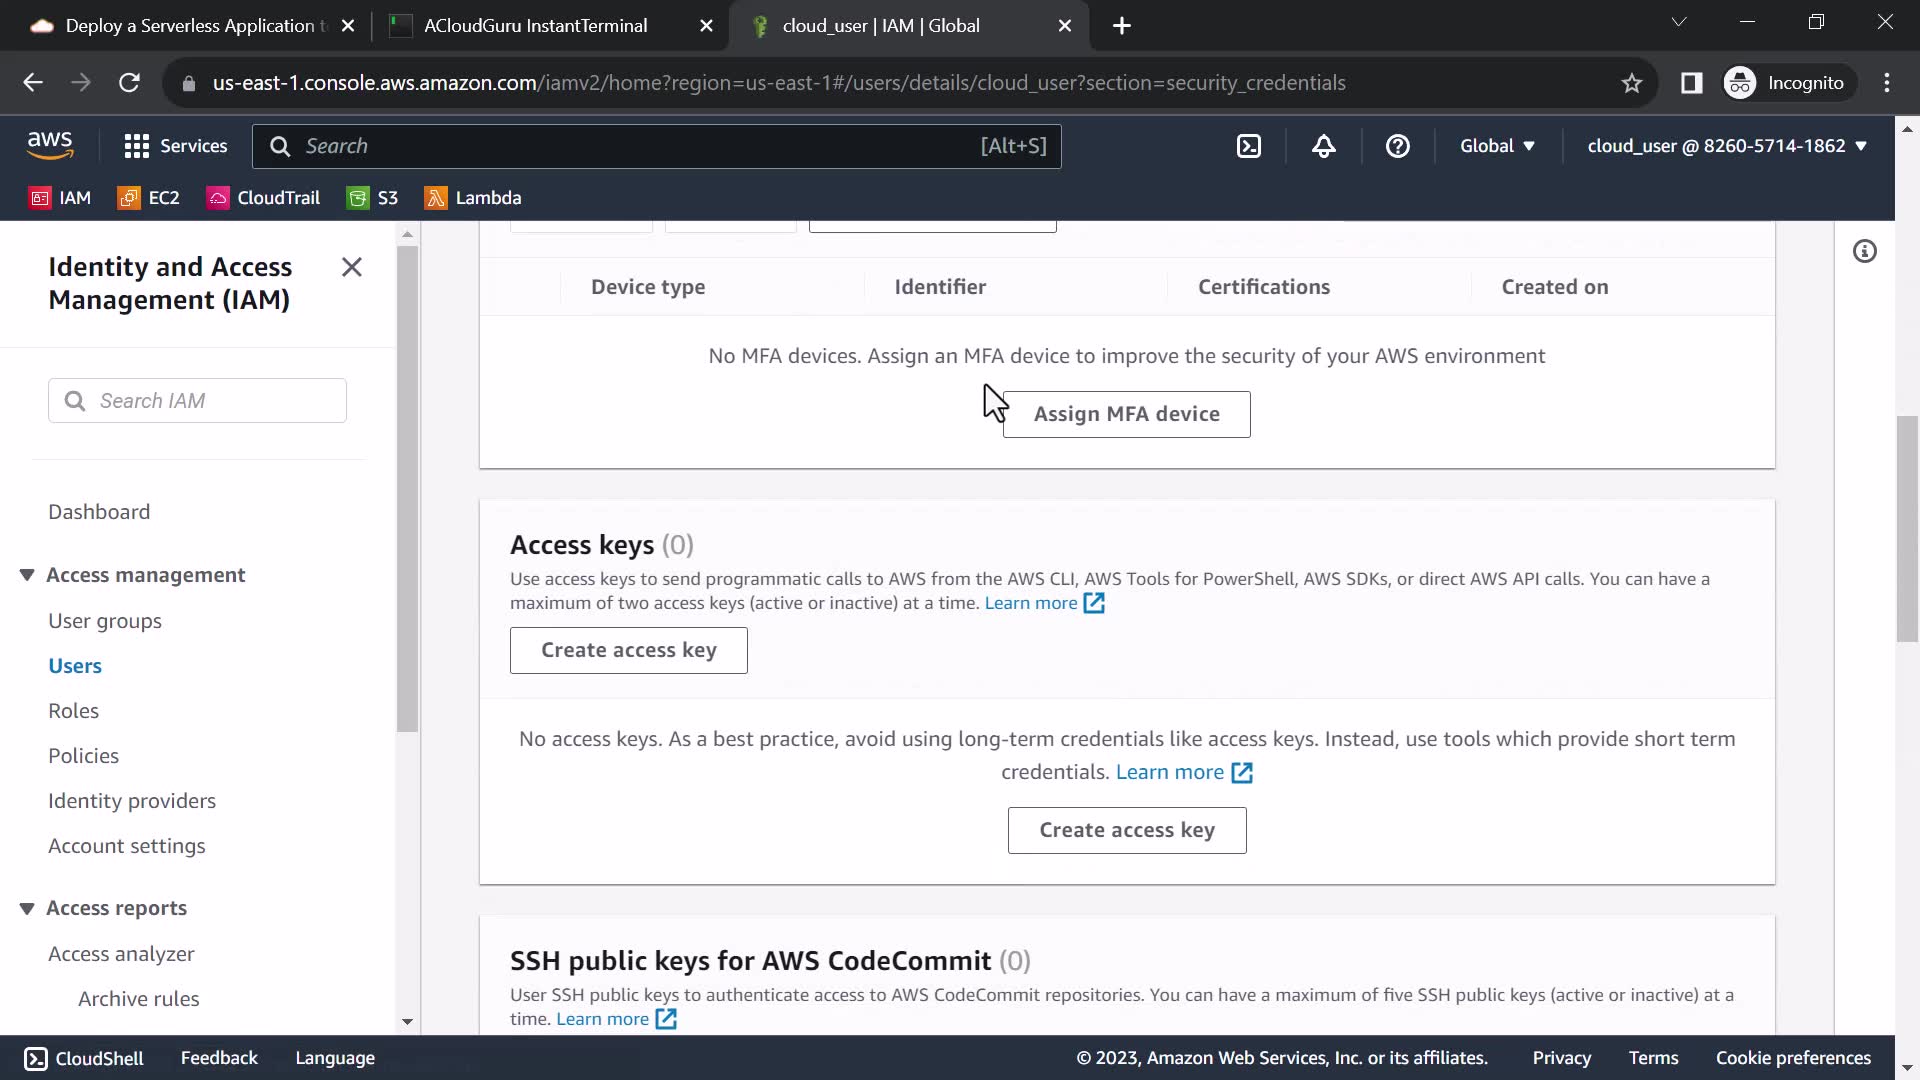 Deploy a Serverless Application t
ACloudGuru InstantTerminal
cloud_user | IAM | Global
us-east-1.console.aws.amazon.com/iamv2/home?region=us-east-1#/users/details/cloud_user?section=security_credentials
Incognito
aws
Services
Search
[Alt+S]
Global
cloud_user @ 8260-5714-1862
IAM
EC2
CloudTrail
S3
Lambda
Identity and Access
Management (IAM)
Search IAM
Dashboard
Access management
User groups
Users
Roles
Policies
Identity providers
Account settings
Access reports
Access analyzer
Archive rules
Device type
Identifier
Certifications
Created on
No MFA devices. Assign an MFA device to improve the security of your AWS environment
Assign MFA device
Access keys (0)
Use access keys to send programmatic calls to AWS from the AWS CLI, AWS Tools for PowerShell, AWS SDKs, or direct AWS API calls. You can have a
maximum of two access keys (active or inactive) at a time. Learn more
Create access key
No access keys. As a best practice, avoid using long-term credentials like access keys. Instead, use tools which provide short term
credentials. Learn more
Create access key
SSH public keys for AWS CodeCommit (0)
User SSH public keys to authenticate access to AWS CodeCommit repositories. You can have a maximum of five SSH public keys (active or inactive) at a
time. Learn more
CloudShell
Feedback
Language
© 2023, Amazon Web Services, Inc. or its affiliates.
Privacy
Terms
Cookie preferences